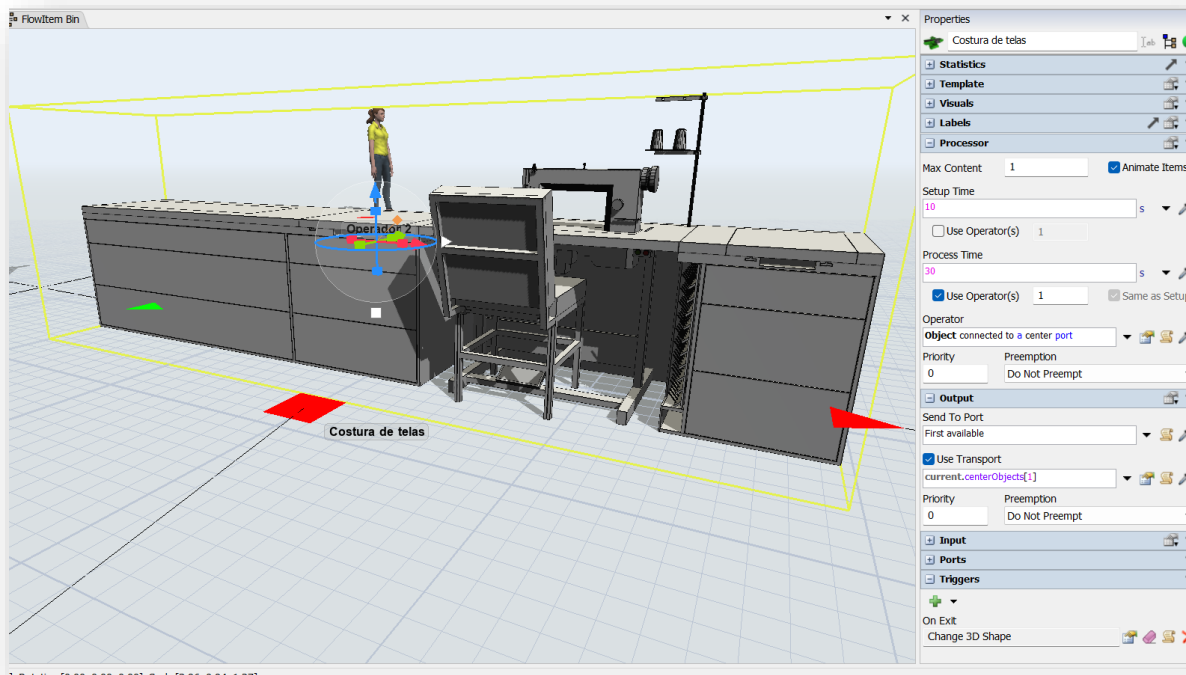 FlowItem Bin
Operador 2
Costura de telas
Properties
Costura de telas
Statistics
Template
Visuals
Labels
Processor
Max Content 1 Animate Items
Setup Time
10 s
Use Operator(s) 1
Process Time
30 s
Use Operator(s) 1 Same as Setup
Operator
Object connected to a center port
Priority Preemption
0 Do Not Preempt
Output
Send To Port
First available
Use Transport
current.centerObjects[1]
Priority Preemption
0 Do Not Preempt
Input
Ports
Triggers
On Exit
Change 3D Shape